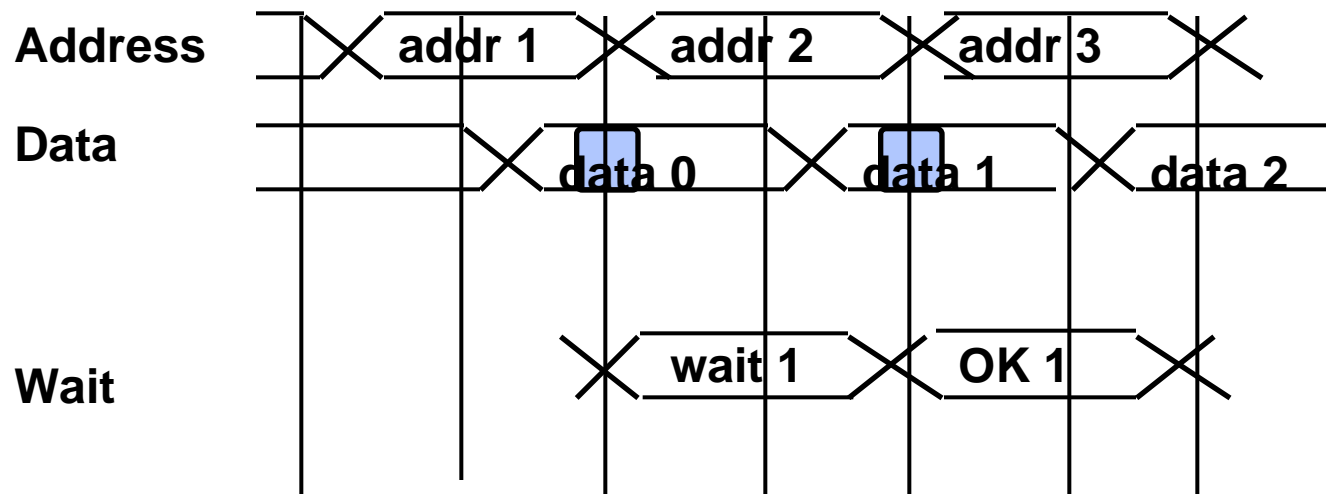 Address addr 1 addr 2 addr 3
Data data 0 data 1 data 2
Wait wait 1 OK 1